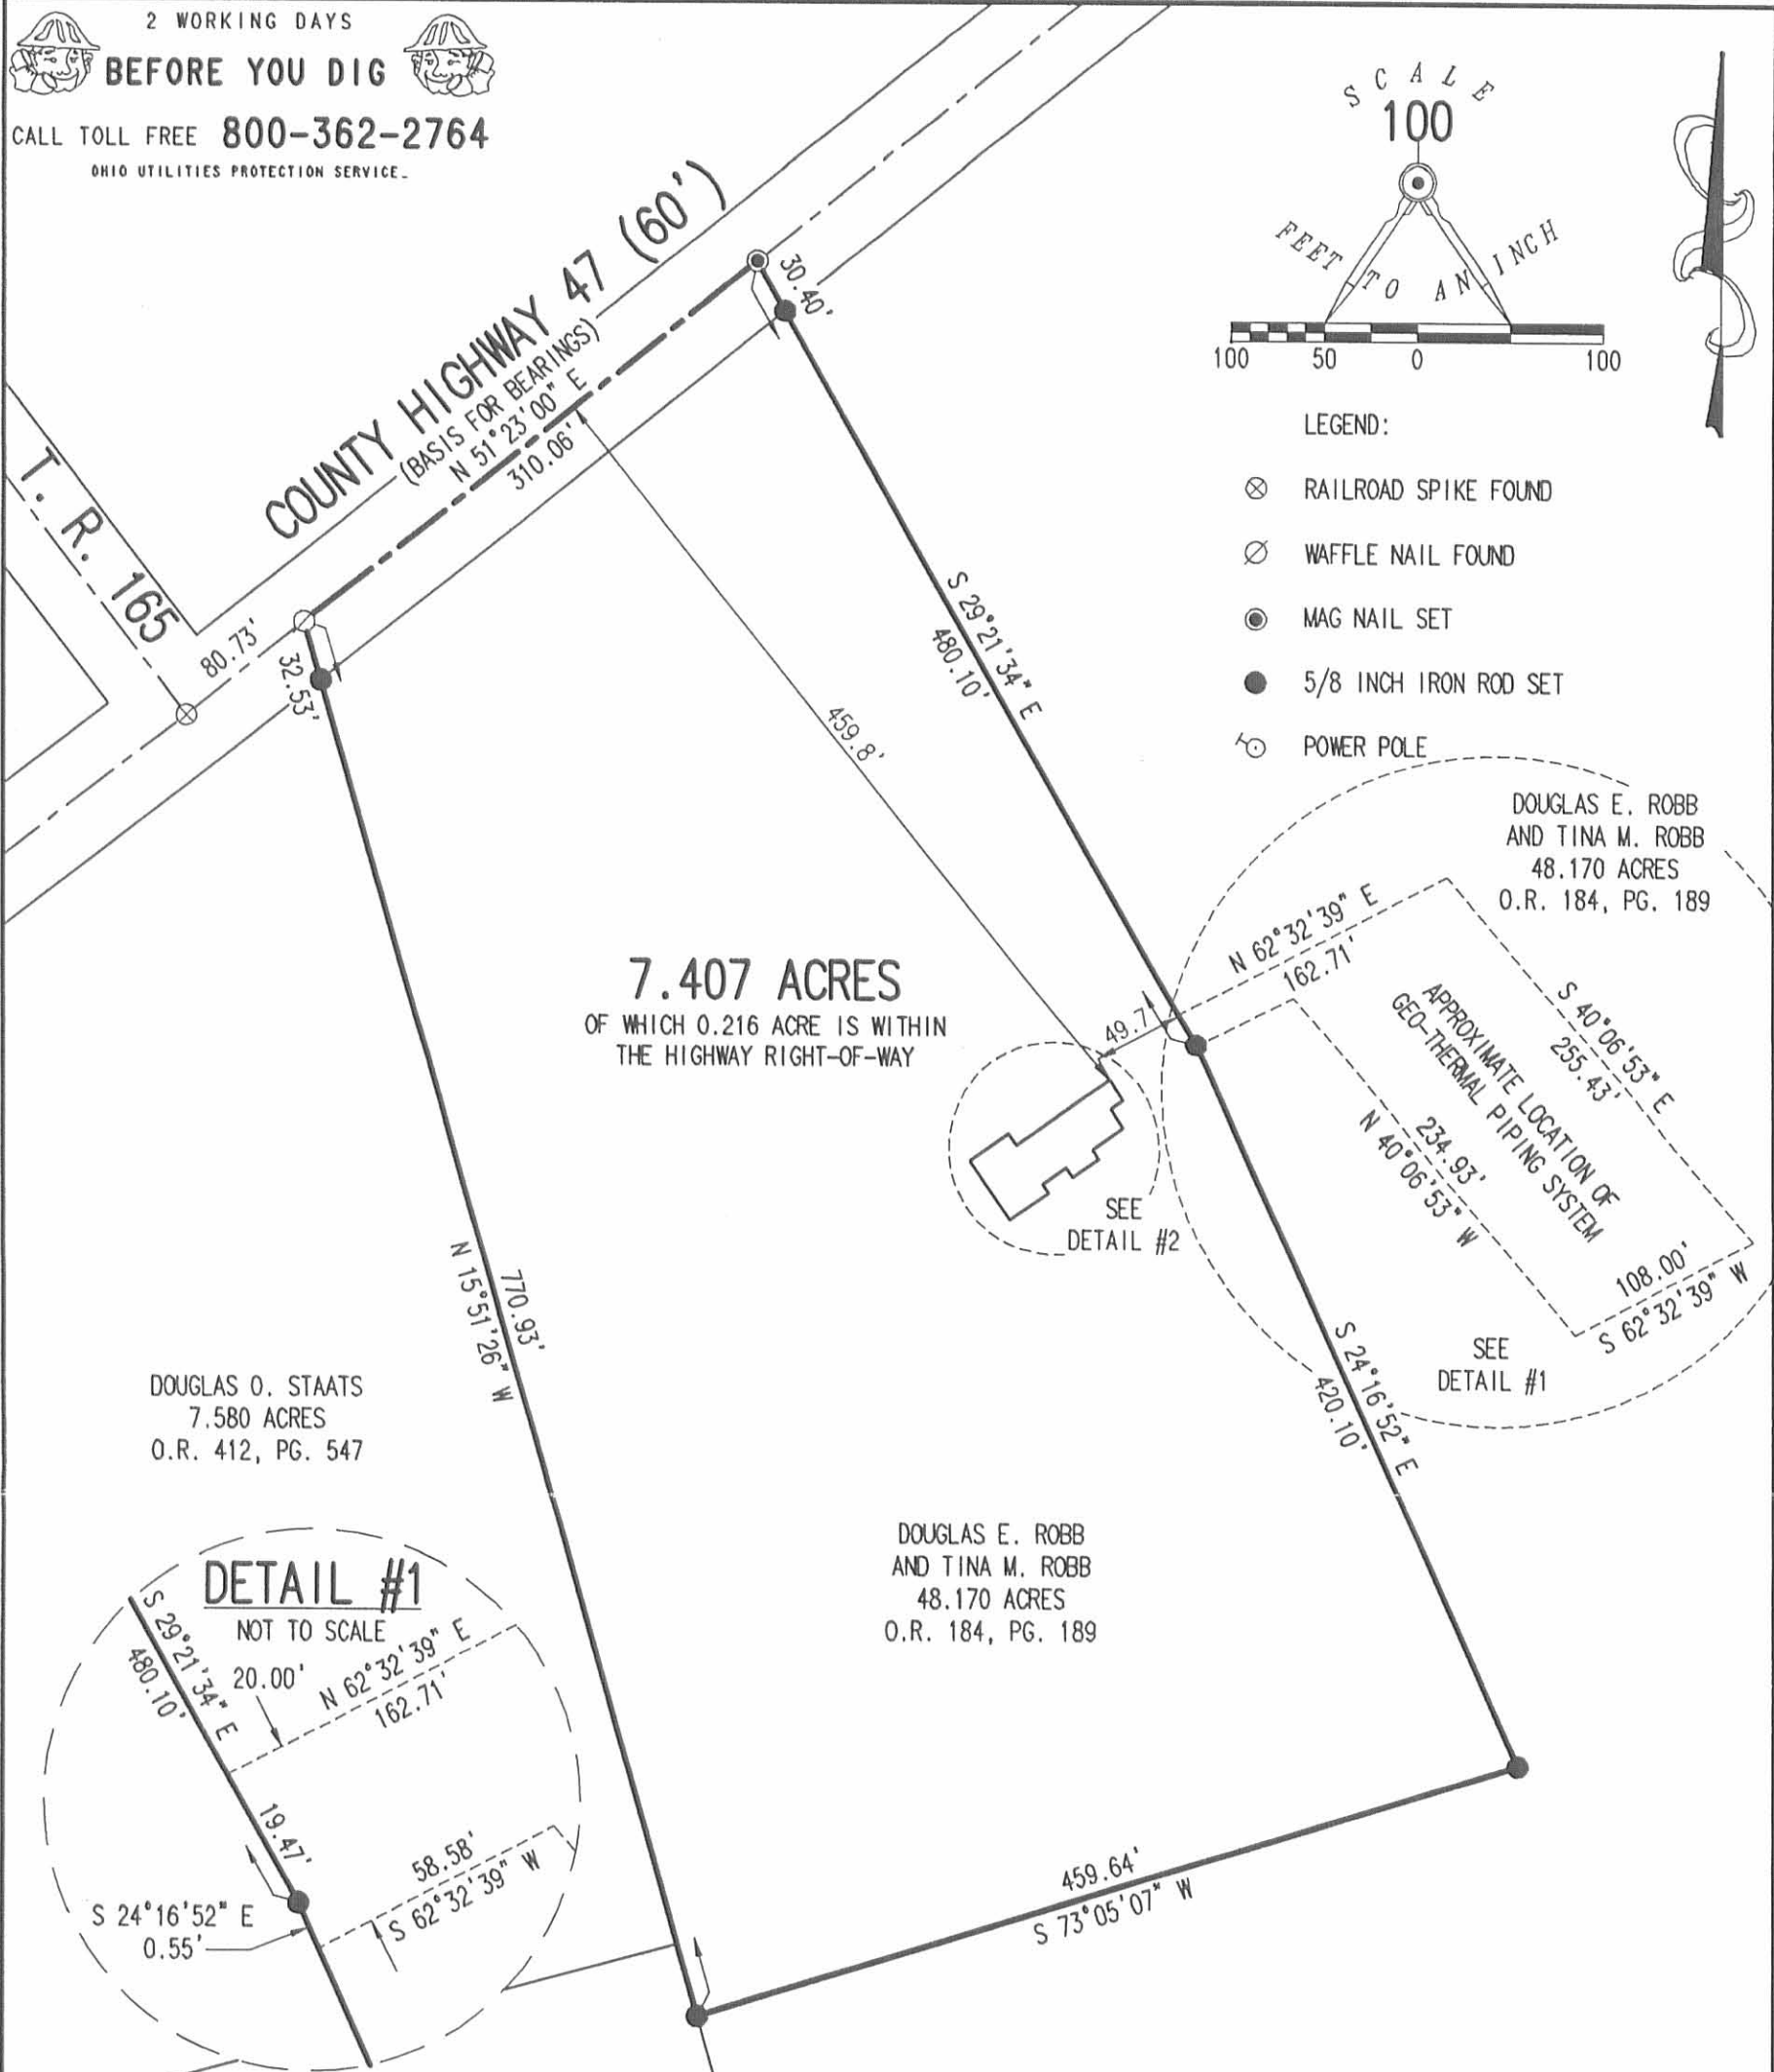 2 WORKING DAYS
BEFORE YOU DIG
CALL TOLL FREE 800-362-2764
OHIO UTILITIES PROTECTION SERVICE.
SCALE
100
FEET TO AN INCH
100 50 0 100
LEGEND:
RAILROAD SPIKE FOUND
WAFFLE NAIL FOUND
MAG NAIL SET
5/8 INCH IRON ROD SET
POWER POLE
COUNTY HIGHWAY 47 (60')
(BASIS FOR BEARINGS)
N 51°23'00" E
310.06'
30.40'
T. R. 165
80.73'
32.53'
S 29°21'34" E
480.10'
459.8'
DOUGLAS E. ROBB
AND TINA M. ROBB
48.170 ACRES
O.R. 184, PG. 189
N 62°32'39" E
162.71'
S 40°06'53" E
255.43'
APPROXIMATE LOCATION OF
GEO-THERMAL PIPING SYSTEM
234.93'
N 40°06'53" W
108.00'
S 62°32'39" W
SEE
DETAIL #1
7.407 ACRES
OF WHICH 0.216 ACRE IS WITHIN
THE HIGHWAY RIGHT-OF-WAY
49.7'
SEE
DETAIL #2
770.93'
N 15°51'26" W
S 24°16'52" E
420.10'
DOUGLAS O. STAATS
7.580 ACRES
O.R. 412, PG. 547
DOUGLAS E. ROBB
AND TINA M. ROBB
48.170 ACRES
O.R. 184, PG. 189
DETAIL #1
NOT TO SCALE
S 29°21'34" E
480.10'
20.00'
N 62°32'39" E
162.71'
19.47'
58.58'
S 62°32'39" W
S 24°16'52" E
0.55'
459.64'
S 73°05'07" W